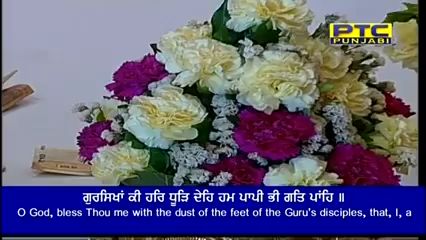 PTC
PUNJABI
ਗੁਰਸਿਖਾਂ ਕੀ ਹਰਿ ਧੂੜਿ ਦੇਹਿ ਹਮ ਪਾਪੀ ਭੀ ਗਤਿ ਪਾਂਹਿ ॥
O God, bless Thou me with the dust of the feet of the Guru's disciples, that, I, a